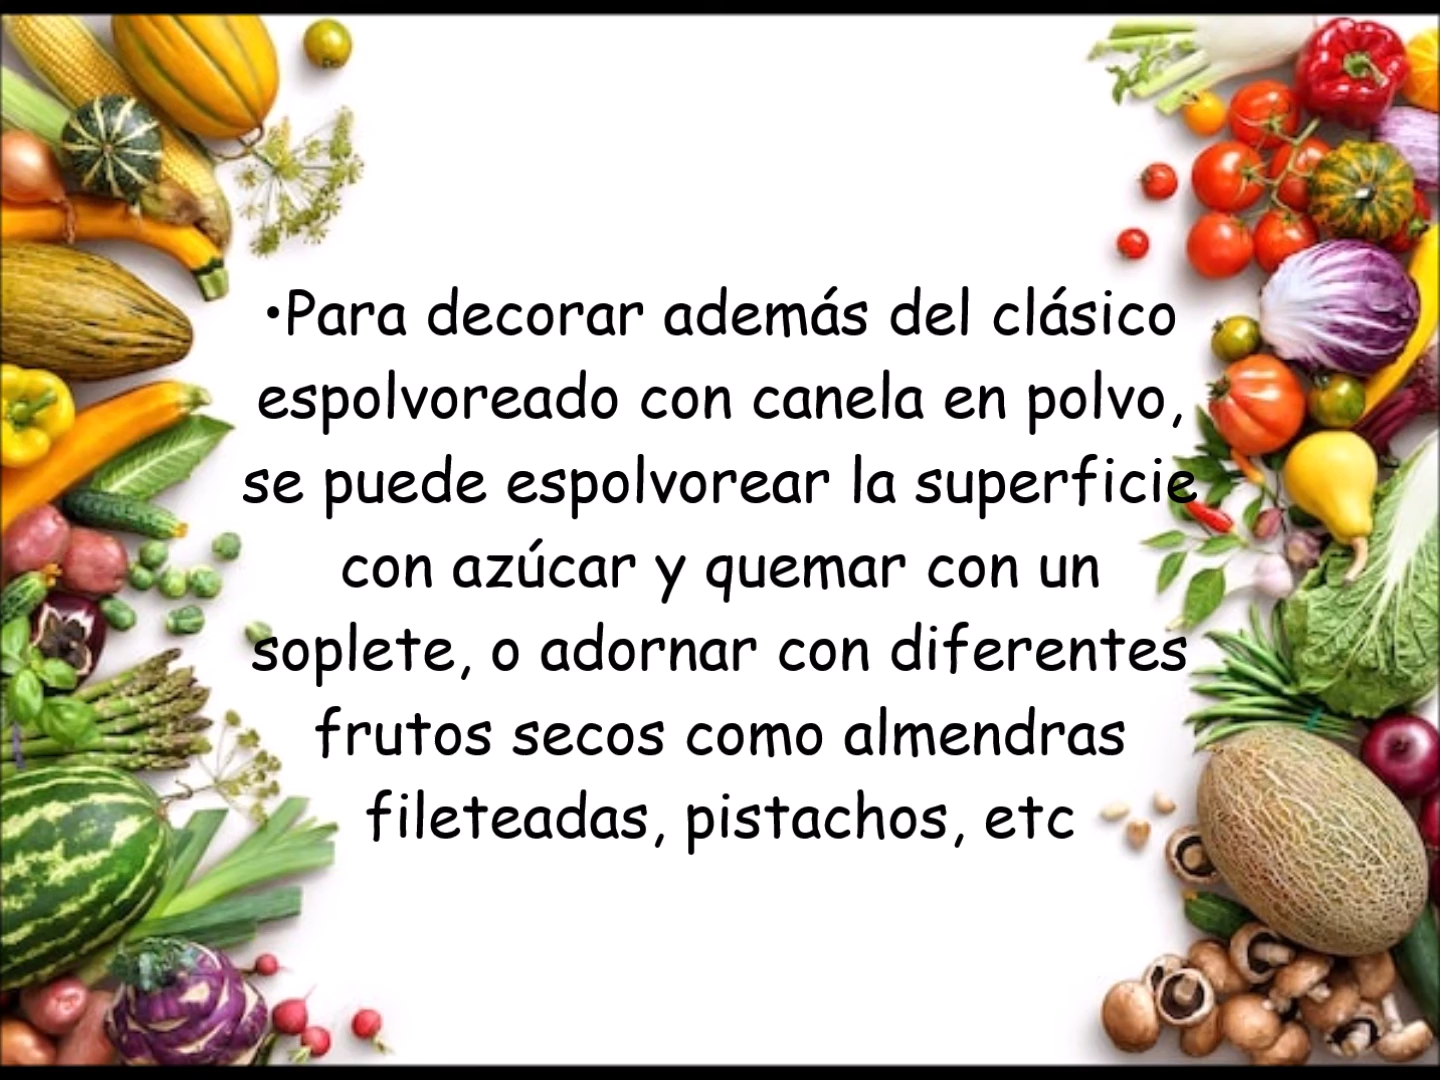 •Para decorar además del clásico
espolvoreado con canela en polvo,
se puede espolvorear la superficie
con azúcar y quemar con un
soplete, o adornar con diferentes
frutos secos como almendras
fileteadas, pistachos, etc